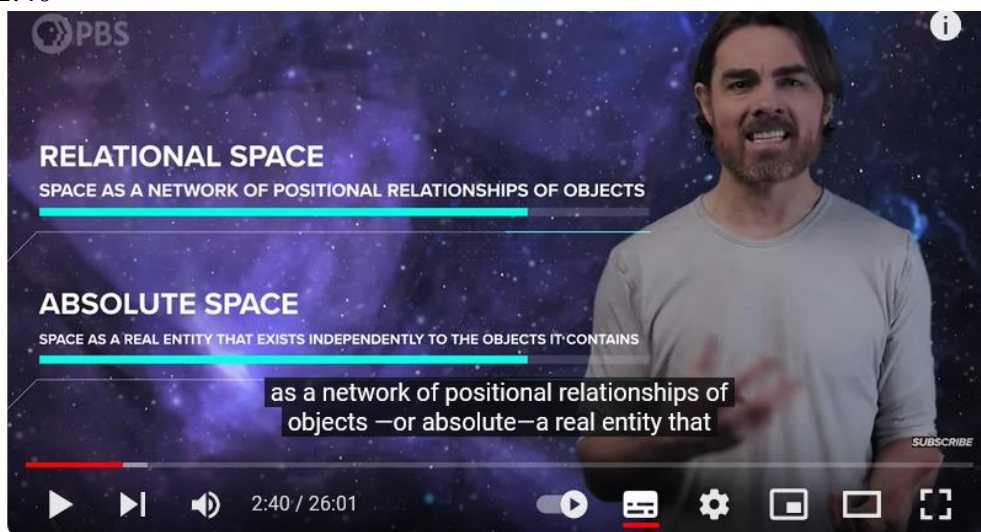 PBS
i
RELATIONAL SPACE
SPACE AS A NETWORK OF POSITIONAL RELATIONSHIPS OF OBJECTS
ABSOLUTE SPACE
SPACE AS A REAL ENTITY THAT EXISTS INDEPENDENTLY TO THE OBJECTS IT CONTAINS
as a network of positional relationships of
objects —or absolute—a real entity that
SUBSCRIBE
2:40 / 26:01